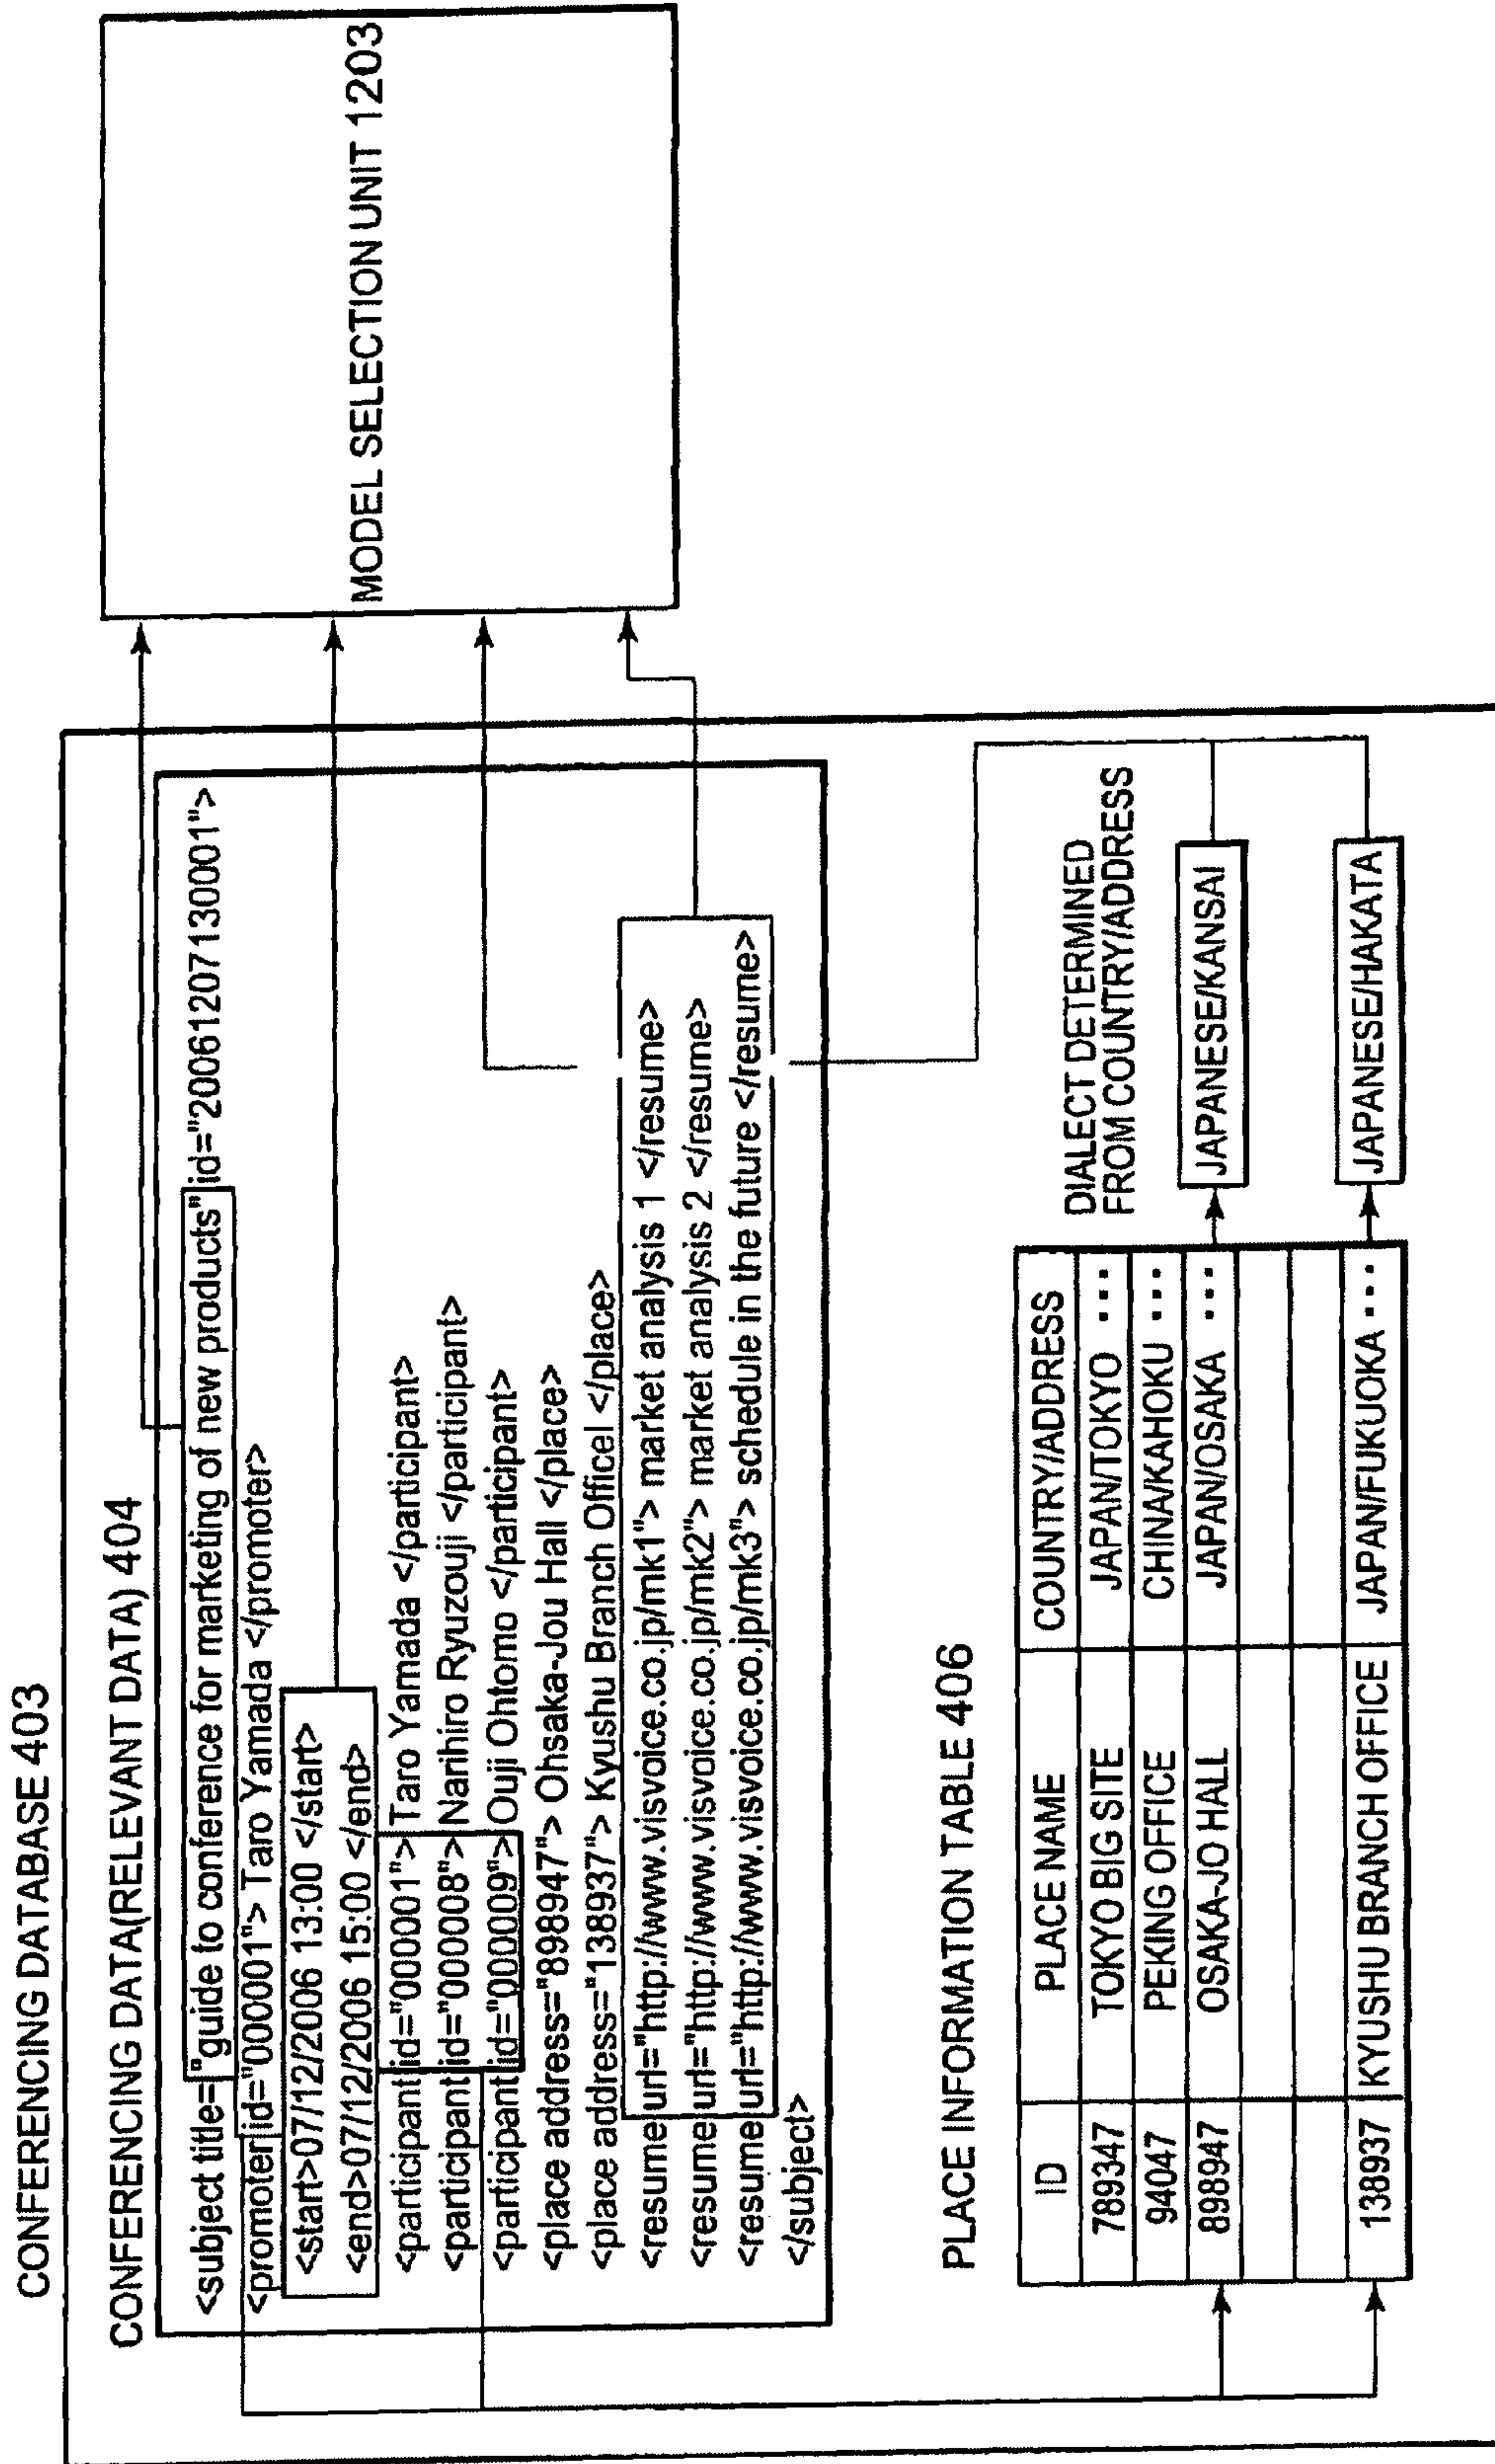 CONFERENCING DATABASE 403
CONFERENCING DATA(RELEVANT DATA) 404
<subject title="guide to conference for marketing of new products" id="20061207130001">
<promoter id="000001"> Taro Yamada </promoter>
<start>07/12/2006 13:00 </start>
<end>07/12/2006 15:00 </end>
<participant id="000001"> Taro Yamada </participant>
<participant id="000008"> Narihiro Ryuzouji </participant>
<participant id="000009"> Ouji Ohtomo </participant>
<place address="898947"> Ohsaka-Jou Hall </place>
<place address="138937"> Kyushu Branch Officel </place>
<resume url="http://www.visvoice.co.jp/mk1"> market analysis 1 </resume>
<resume url="http://www.visvoice.co.jp/mk2"> market analysis 2 </resume>
<resume url="http://www.visvoice.co.jp/mk3"> schedule in the future </resume>
</subject>
MODEL SELECTION UNIT 1203
PLACE INFORMATION TABLE 406
ID PLACE NAME COUNTRY/ADDRESS
789347 TOKYO BIG SITE JAPAN/TOKYO ...
94047 PEKING OFFICE CHINA/KAHOKU ...
898947 OSAKA-JO HALL JAPAN/OSAKA ...
138937 KYUSHU BRANCH OFFICE JAPAN/FUKUOKA ...
DIALECT DETERMINED
FROM COUNTRY/ADDRESS
JAPANESE/KANSAI
JAPANESE/HAKATA